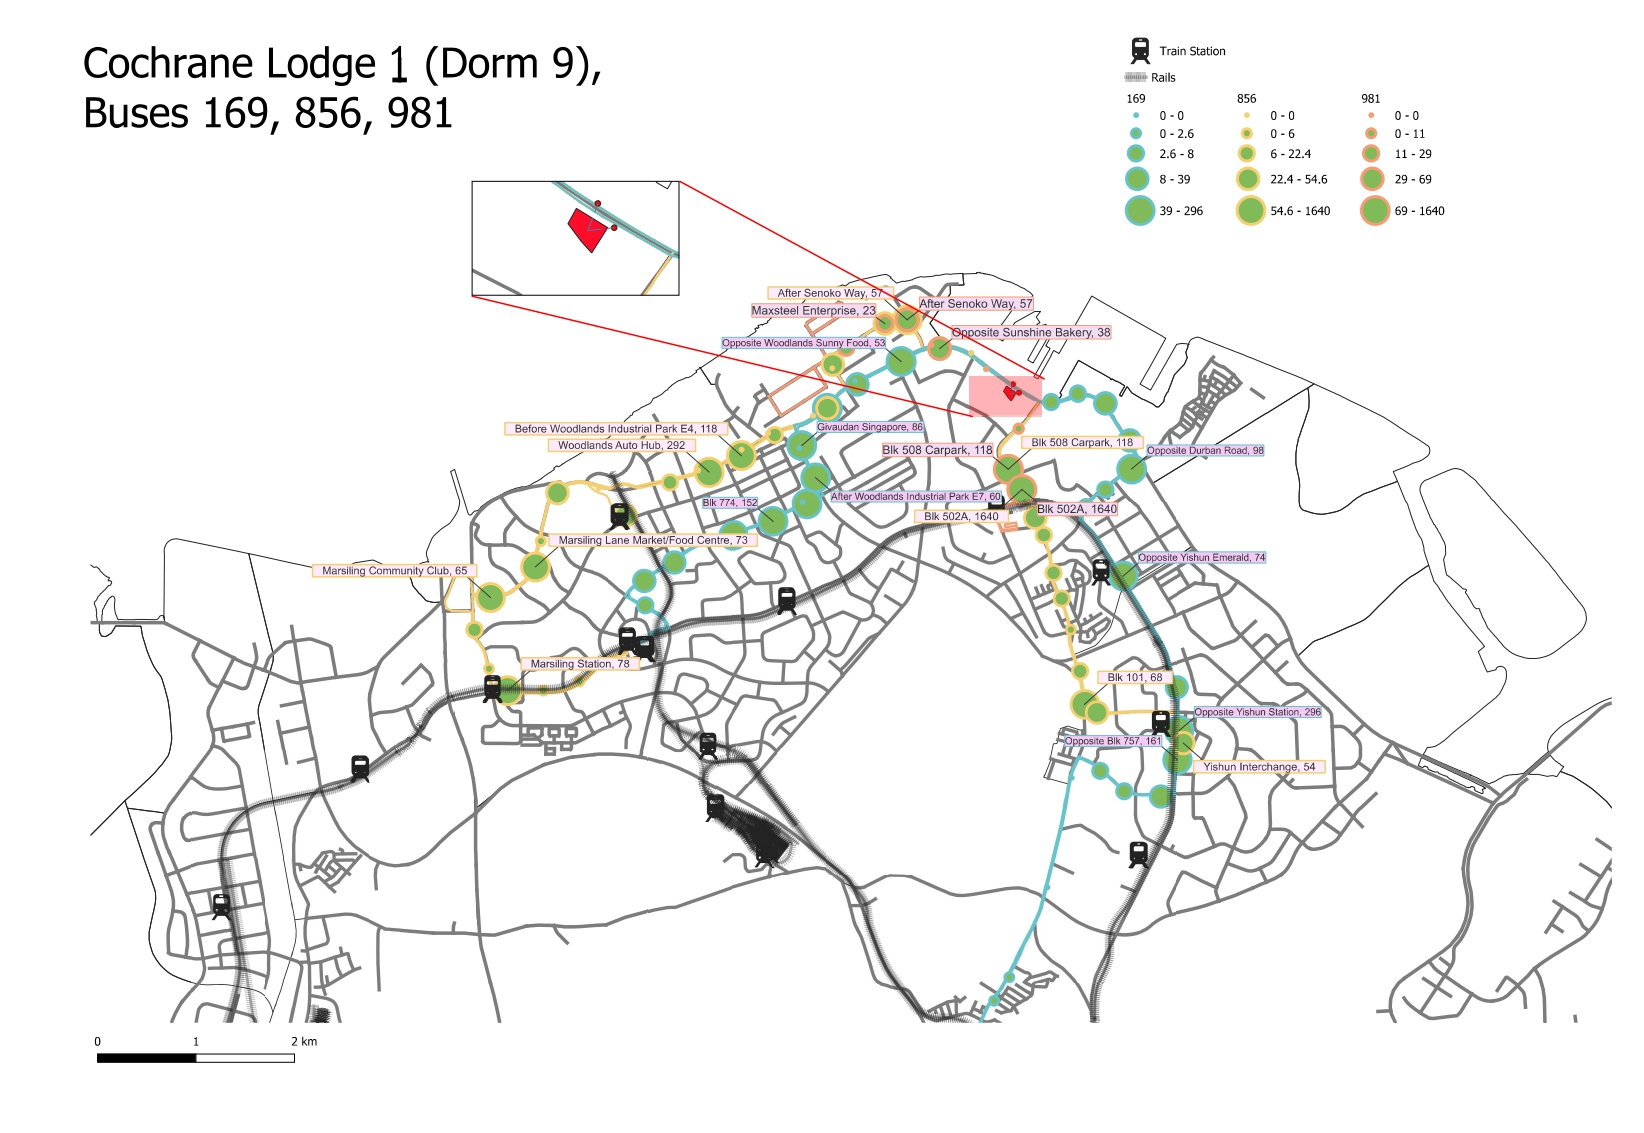 Cochrane Lodge 1 (Dorm 9),
Buses 169, 856, 981
Train Station
Rails
169
0 - 0
0 - 2.6
2.6 - 8
8 - 39
39 - 296
856
0 - 0
0 - 6
6 - 22.4
22.4 - 54.6
54.6 - 1640
981
0 - 0
0 - 11
11 - 29
29 - 69
69 - 1640
After Senoko Way, 57
After Senoko Way, 57
Maxsteel Enterprise, 23
Opposite Sunshine Bakery, 38
Opposite Woodlands Sunny Food, 53
Before Woodlands Industrial Park E4, 118
Givaudan Singapore, 86
Woodlands Auto Hub, 292
Blk 508 Carpark, 118
Blk 508 Carpark, 118
Opposite Durban Road, 98
Blk 774, 152
After Woodlands Industrial Park E7, 60
Blk 502A, 1640
Blk 502A, 1640
Marsiling Lane Market/Food Centre, 73
Opposite Yishun Emerald, 74
Marsiling Community Club, 65
Marsiling Station, 78
Blk 101, 68
Opposite Yishun Station, 296
Opposite Blk 757, 161
Yishun Interchange, 54
0 1 2 km